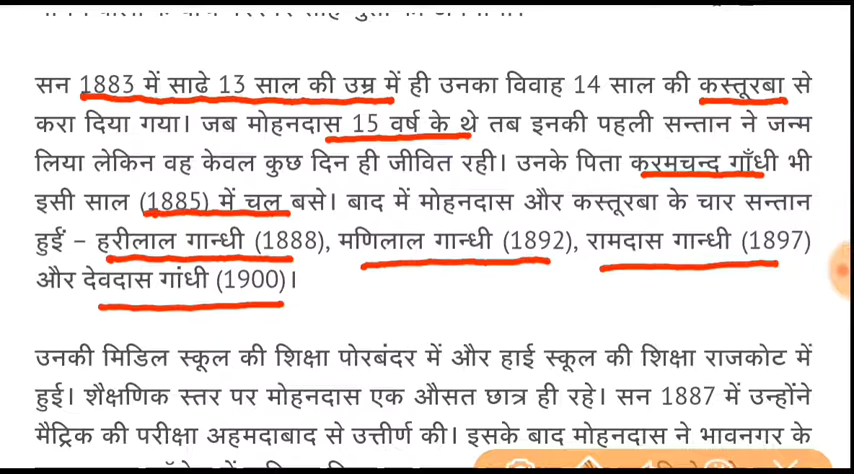 सन 1883 में साढे 13 साल की उम्र में ही उनका विवाह 14 साल की कस्तूरबा से
करा दिया गया। जब मोहनदास 15 वर्ष के थे तब इनकी पहली सन्तान ने जन्म
लिया लेकिन वह केवल कुछ दिन ही जीवित रही। उनके पिता करमचन्द गाँधी भी
इसी साल (1885) में चल बसे। बाद में मोहनदास और कस्तूरबा के चार सन्तान
हुईं – हरीलाल गान्धी (1888), मणिलाल गान्धी (1892), रामदास गान्धी (1897)
और देवदास गांधी (1900)।
उनकी मिडिल स्कूल की शिक्षा पोरबंदर में और हाई स्कूल की शिक्षा राजकोट में
हुई। शैक्षणिक स्तर पर मोहनदास एक औसत छात्र ही रहे। सन 1887 में उन्होंने
मैट्रिक की परीक्षा अहमदाबाद से उत्तीर्ण की। इसके बाद मोहनदास ने भावनगर के